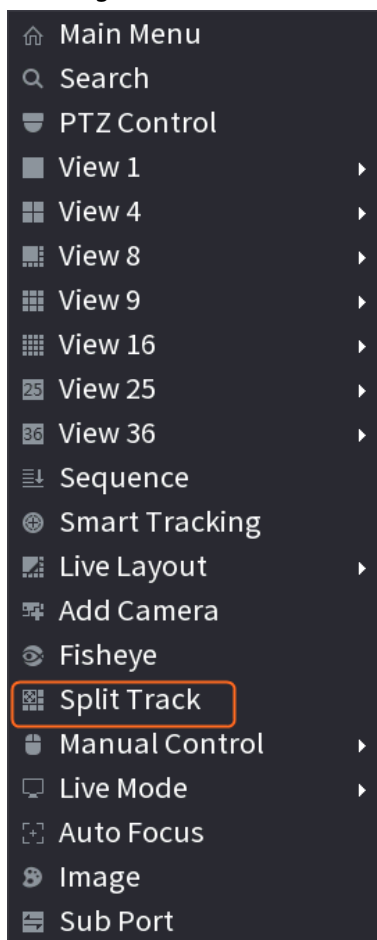 Main Menu
Search
PTZ Control
View 1
View 4
View 8
View 9
View 16
25 View 25
36 View 36
Sequence
Smart Tracking
Live Layout
Add Camera
Fisheye
Split Track
Manual Control
Live Mode
Auto Focus
Image
Sub Port